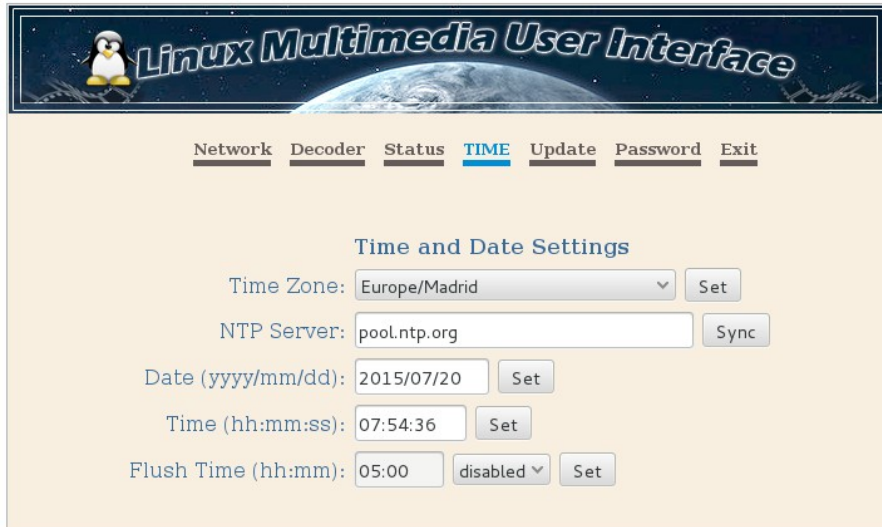 Linux Multimedia User Interface
Network Decoder Status TIME Update Password Exit
Time and Date Settings
Time Zone: Europe/Madrid Set
NTP Server: pool.ntp.org Sync
Date (yyyy/mm/dd): 2015/07/20 Set
Time (hh:mm:ss): 07:54:36 Set
Flush Time (hh:mm): 05:00 disabled Set